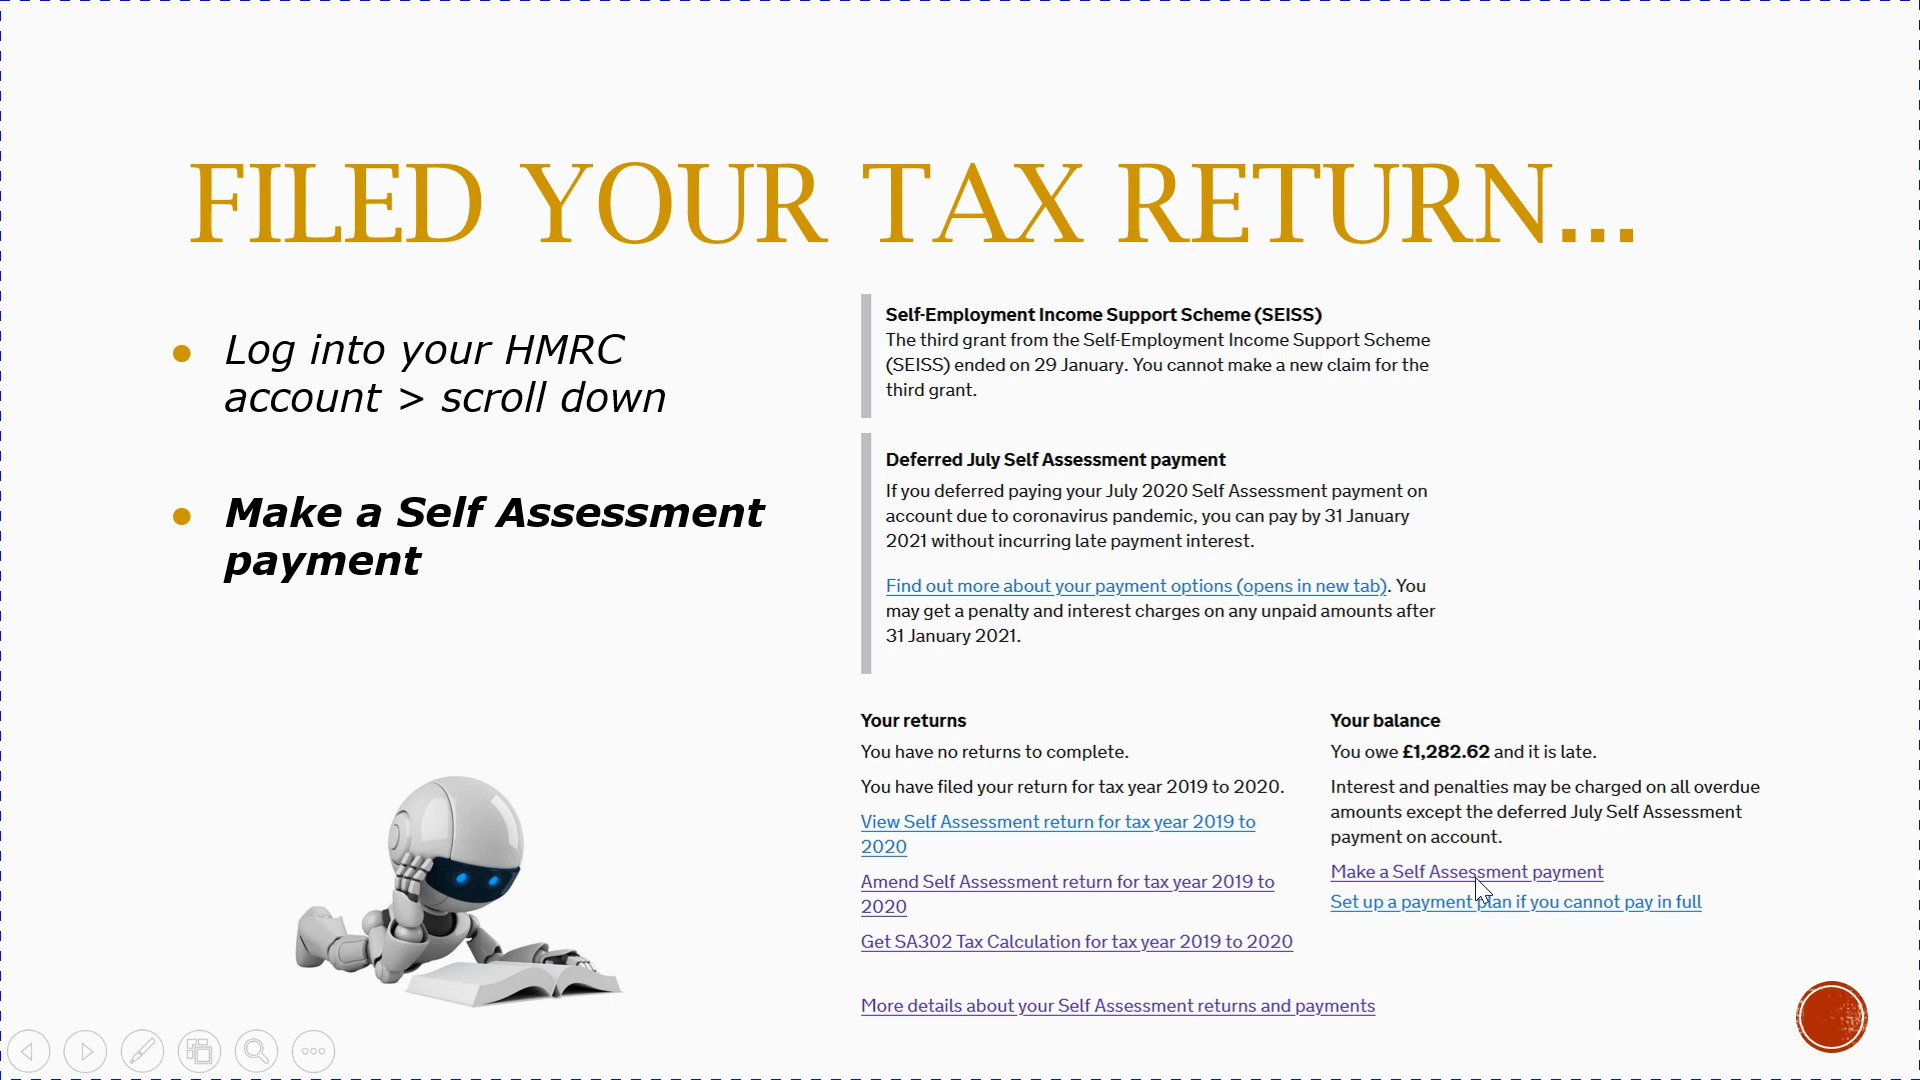 FILED YOUR TAX RETURN...
• Log into your HMRC
account > scroll down
• Make a Self Assessment
payment
Self-Employment Income Support Scheme (SEISS)
The third grant from the Self-Employment Income Support Scheme
(SEISS) ended on 29 January. You cannot make a new claim for the
third grant.
Deferred July Self Assessment payment
If you deferred paying your July 2020 Self Assessment payment on
account due to coronavirus pandemic, you can pay by 31 January
2021 without incurring late payment interest.
Find out more about your payment options (opens in new tab). You
may get a penalty and interest charges on any unpaid amounts after
31 January 2021.
Your returns
You have no returns to complete.
You have filed your return for tax year 2019 to 2020.
View Self Assessment return for tax year 2019 to
2020
Amend Self Assessment return for tax year 2019 to
2020
Get SA302 Tax Calculation for tax year 2019 to 2020
More details about your Self Assessment returns and payments
Your balance
You owe £1,282.62 and it is late.
Interest and penalties may be charged on all overdue
amounts except the deferred July Self Assessment
payment on account.
Make a Self Assessment payment
Set up a payment plan if you cannot pay in full